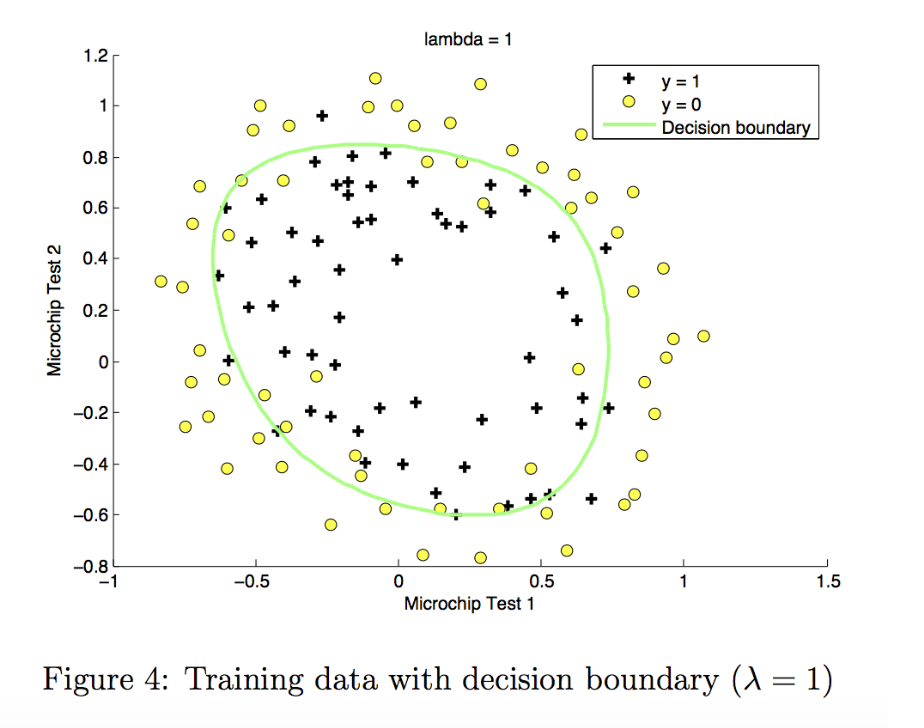 lambda = 1
y = 1
y = 0
Decision boundary
1.2
1
0.8
0.6
0.4
0.2
0
−0.2
−0.4
−0.6
−0.8
Microchip Test 2
−1
−0.5
0
0.5
1
1.5
Microchip Test 1
Figure 4: Training data with decision boundary (λ = 1)